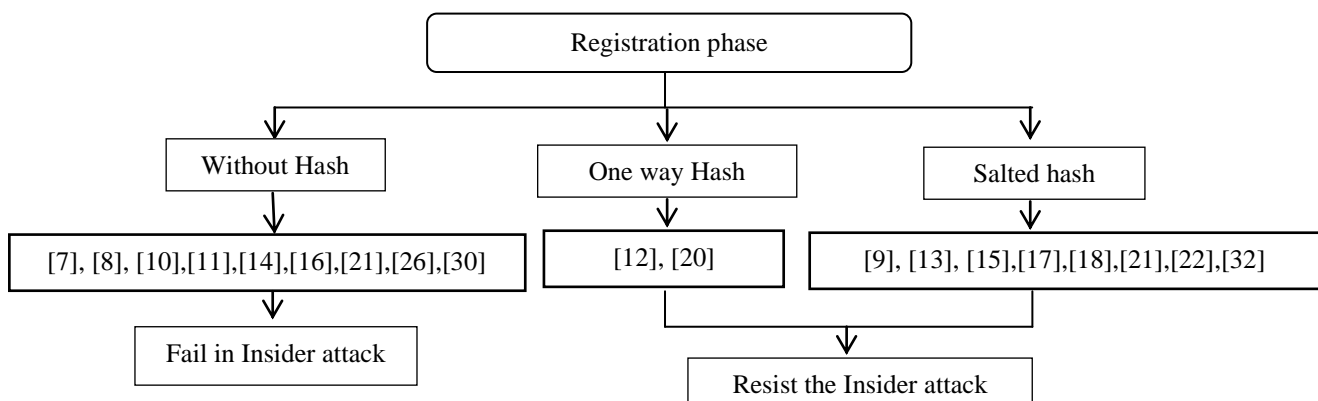 Registration phase
Without Hash
One way Hash
Salted hash
[7], [8], [10],[11],[14],[16],[21],[26],[30]
[12], [20]
[9], [13], [15],[17],[18],[21],[22],[32]
Fail in Insider attack
Resist the Insider attack